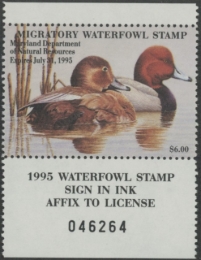 MIGRATORY WATERFOWL STAMP
Maryland Department
of Natural Resources
Expires July 31, 1995
$6.00
1995 WATERFOWL STAMP
SIGN IN INK
AFFIX TO LICENSE
046264